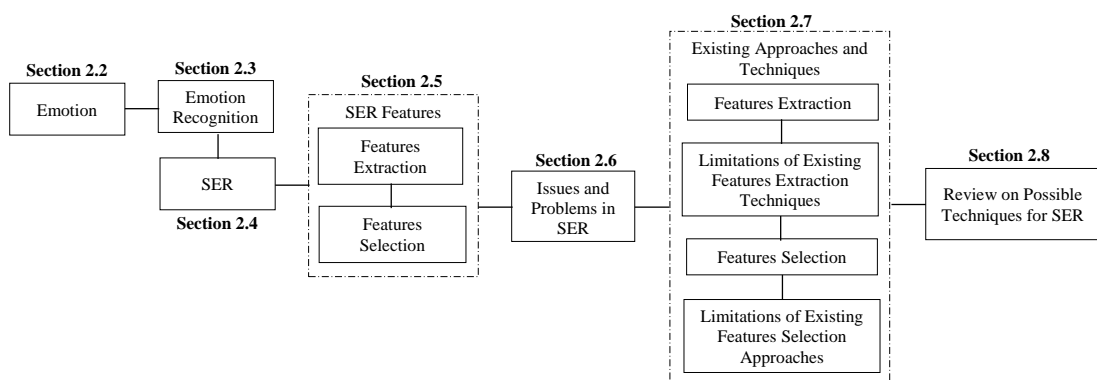 Section 2.2
Emotion
Section 2.3
Emotion
Recognition
SER
Section 2.4
Section 2.5
SER Features
Features
Extraction
Features
Selection
Section 2.6
Issues and
Problems in
SER
Section 2.7
Existing Approaches and
Techniques
Features Extraction
Limitations of Existing
Features Extraction
Techniques
Features Selection
Limitations of Existing
Features Selection
Approaches
Section 2.8
Review on Possible
Techniques for SER